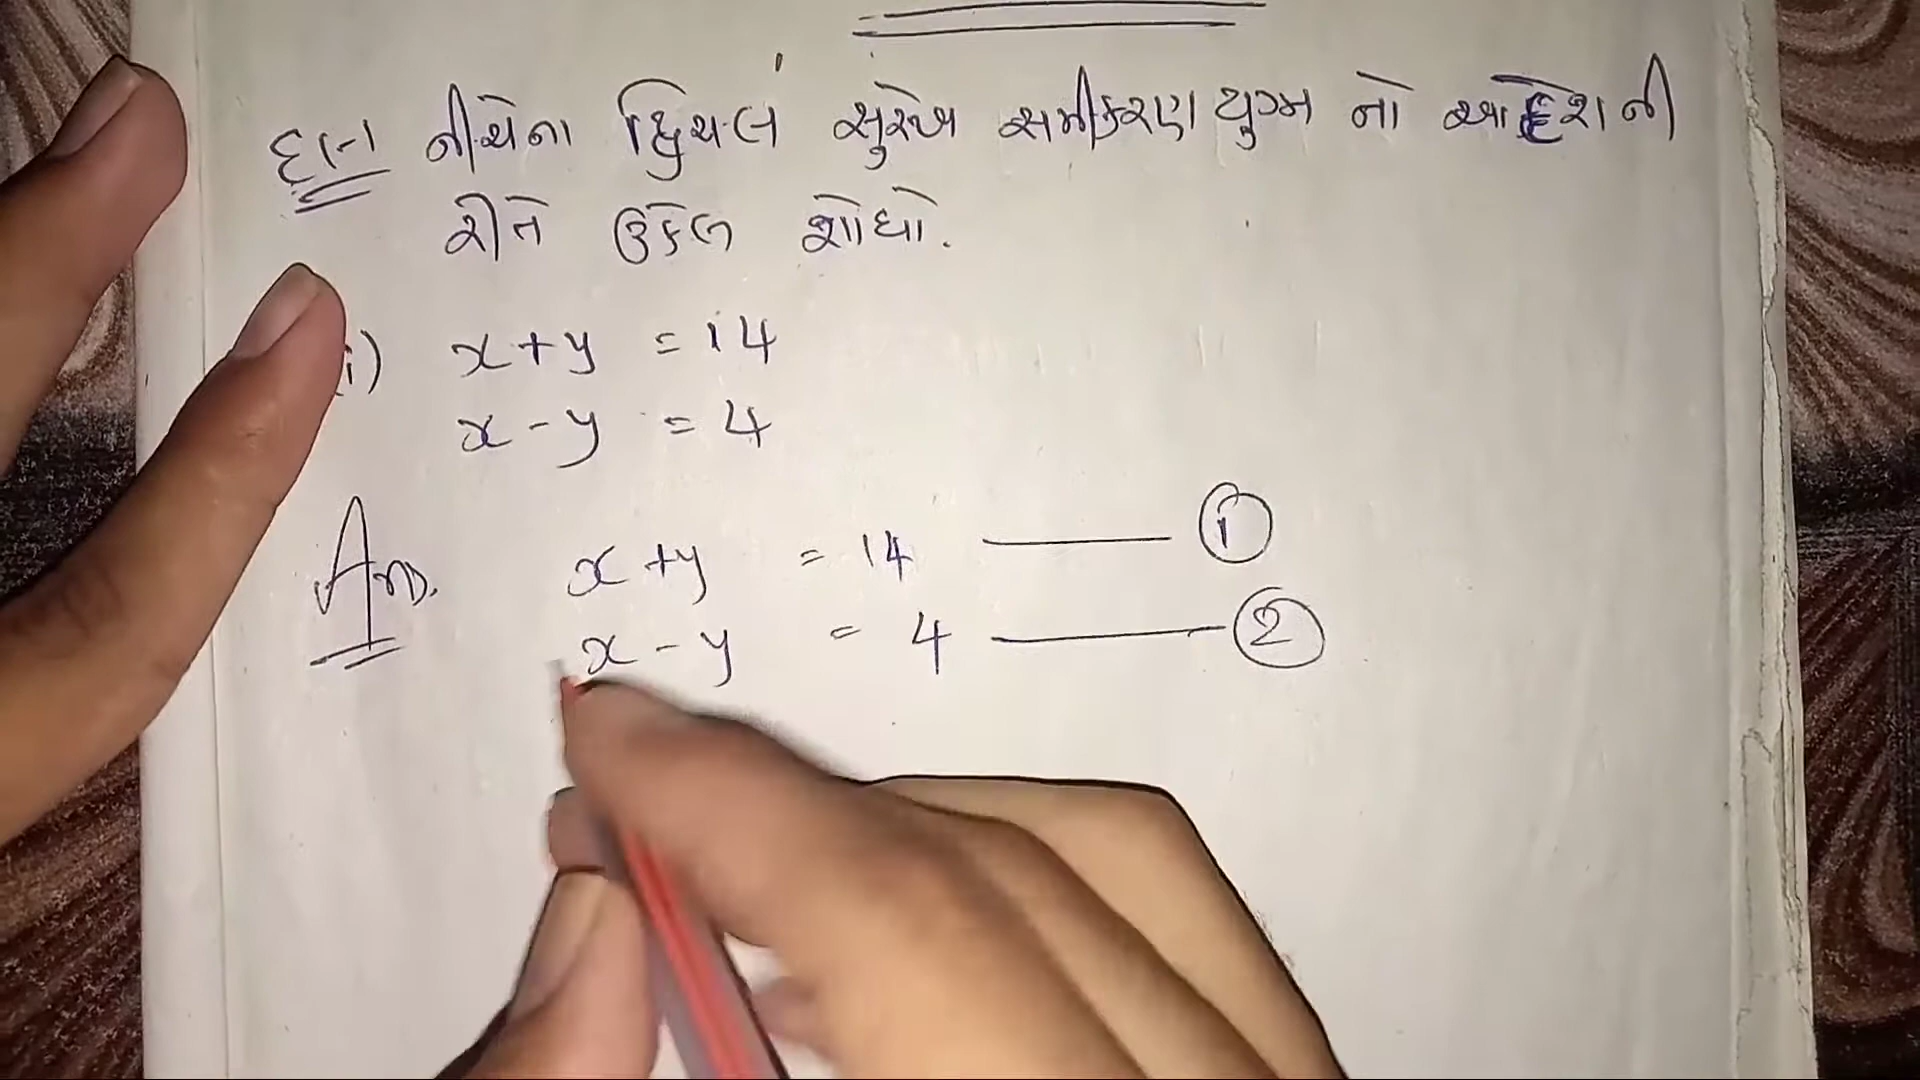 દા-1 નીચેના દ્વિચલ સુરેખ સમીકરણ યુગ્મ નો આદેશની
રીતે ઉકેલ શોધો.
i) x+y = 14
x-y = 4
Ans. x+y = 14 —— ①
x-y = 4 —— ②